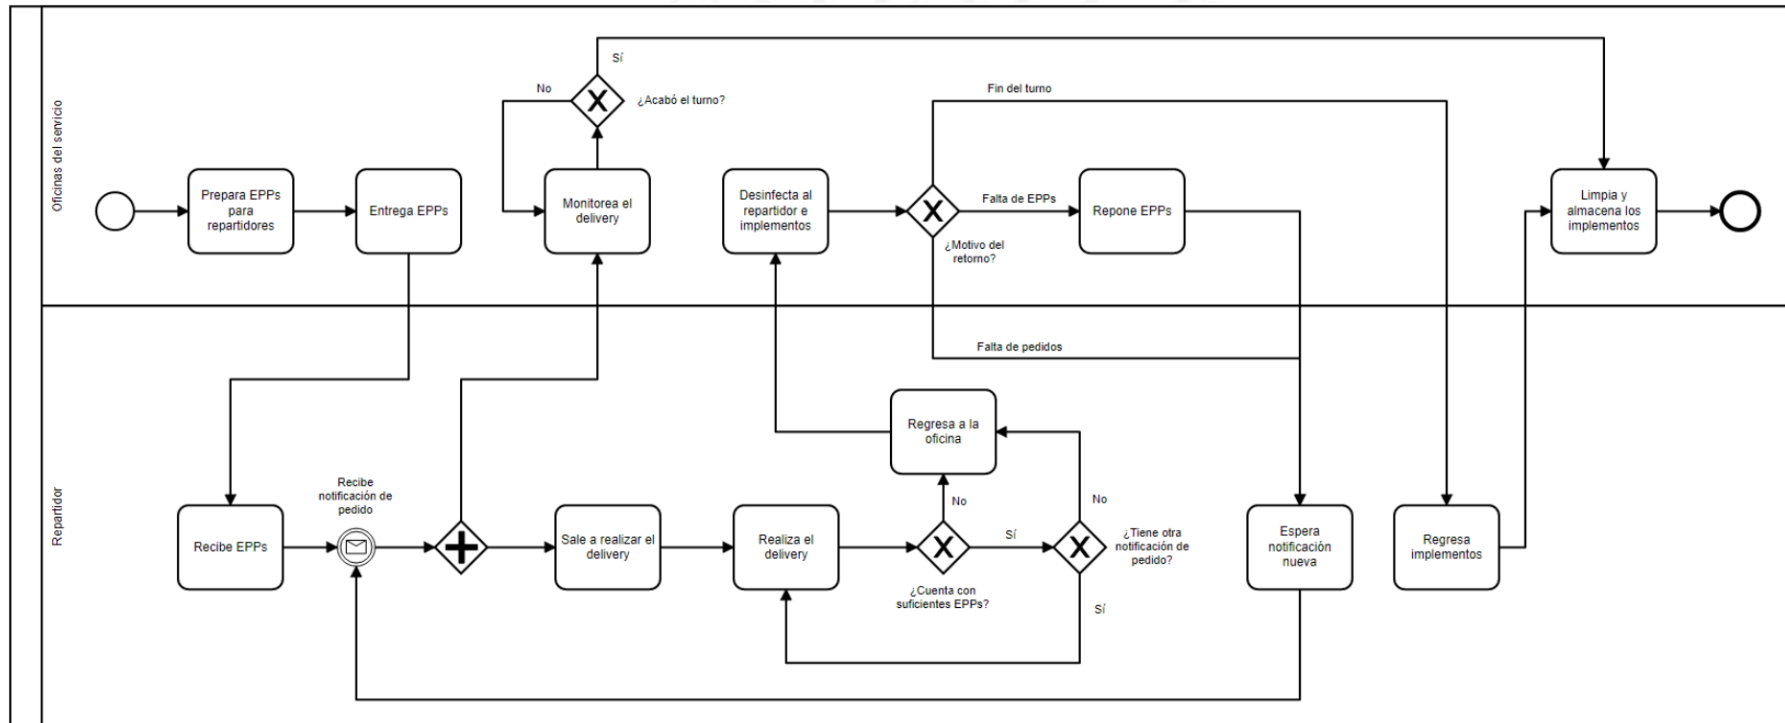 Oficinas del servicio
Sí
No
¿Acabó el turno?
Fin del turno
Prepara EPPs
para
repartidores
Entrega EPPs
Monitorea el
delivery
Desinfecta al
repartidor e
implementos
Falta de EPPs
¿Motivo del
retorno?
Repone EPPs
Limpia y
almacena los
implementos
Falta de pedidos
Repartidor
Regresa a la
oficina
Recibe
notificación de
pedido
No
No
Recibe EPPs
Sale a realizar el
delivery
Realiza el
delivery
Sí
¿Tiene otra
notificación de
pedido?
¿Cuenta con
suficientes EPPs?
Sí
Espera
notificación
nueva
Regresa
implementos